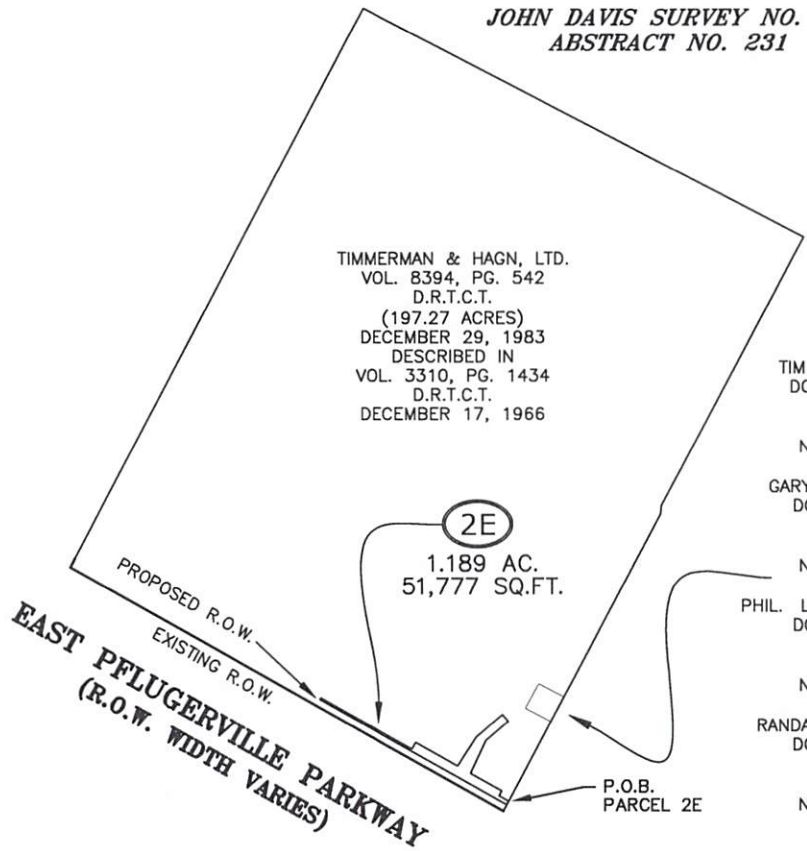 JOHN DAVIS SURVEY NO.
ABSTRACT NO. 231
TIMMERMAN & HAGN, LTD.
VOL. 8394, PG. 542
D.R.T.C.T.
(197.27 ACRES)
DECEMBER 29, 1983
DESCRIBED IN
VOL. 3310, PG. 1434
D.R.T.C.T.
DECEMBER 17, 1966
2E
1.189 AC.
51,777 SQ.FT.
PROPOSED R.O.W.
EXISTING R.O.W.
EAST PFLUGERVILLE PARKWAY
(R.O.W. WIDTH VARIES)
P.O.B.
PARCEL 2E
TIM
DO
N
GARY
DO
N
PHIL. L
DO
N
RANDA
DO
N